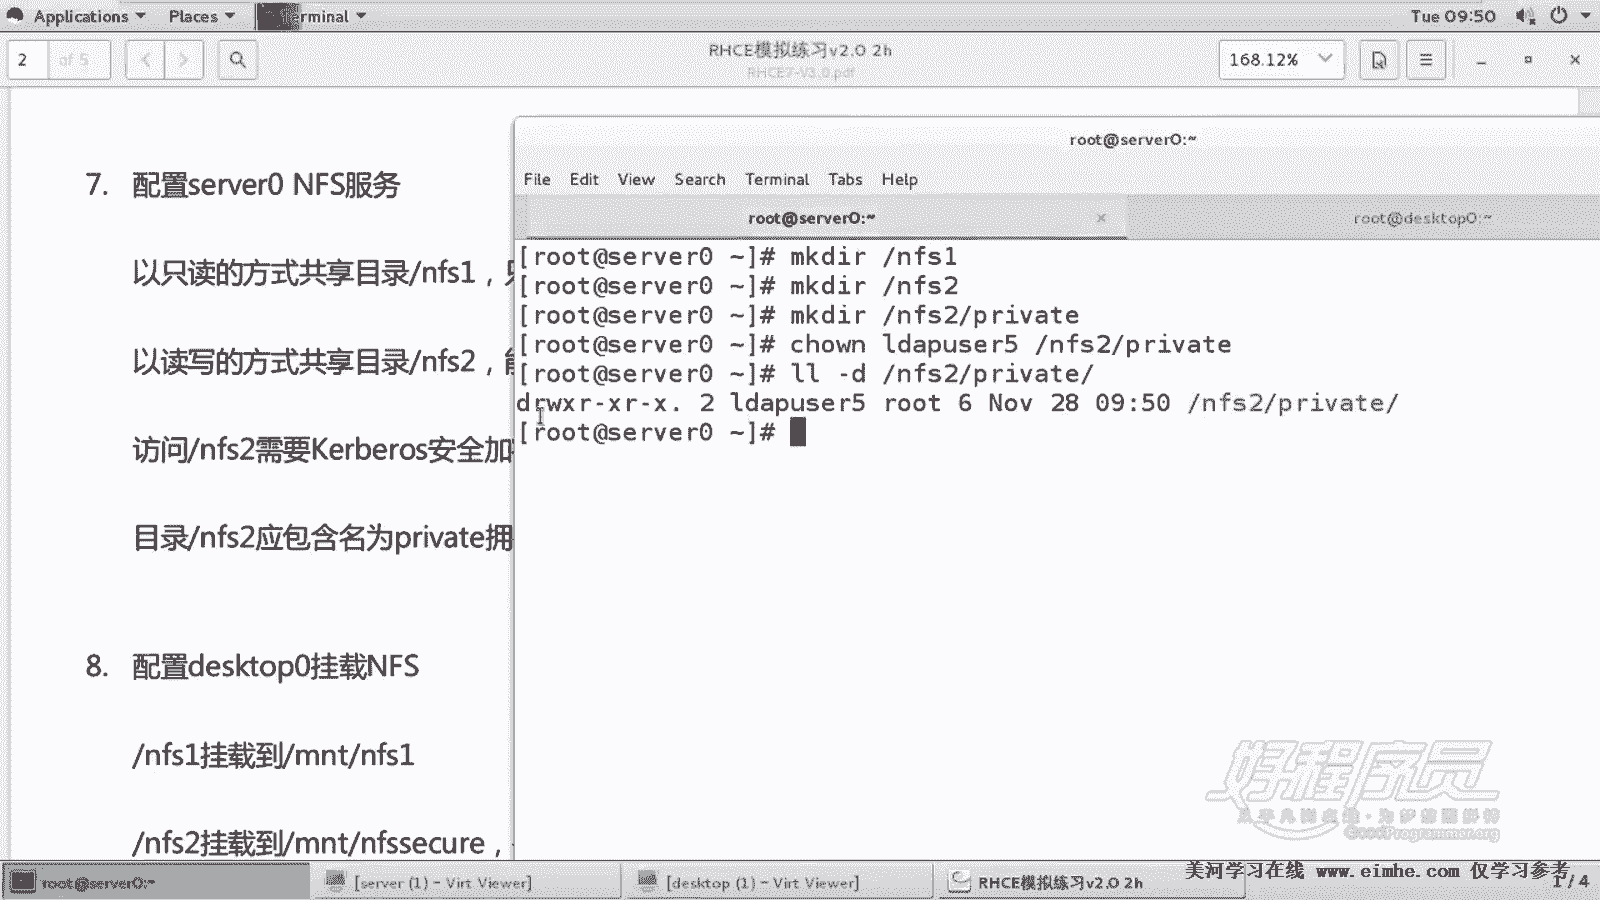 Applications Places Terminal Tue 09:50
2 of 5 RHCE模拟练习v2.0 2h 168.12%
RHCE7-V3.0.pdf
7. 配置server0 NFS服务
以只读的方式共享目录/nfs1，
以读写的方式共享目录/nfs2，
访问/nfs2需要Kerberos安全加
目录/nfs2应包含名为private拥
8. 配置desktop0挂载NFS
/nfs1挂载到/mnt/nfs1
/nfs2挂载到/mnt/nfssecure，
root@server0:~
File Edit View Search Terminal Tabs Help
root@server0:~ × root@desktop0:~
[root@server0 ~]# mkdir /nfs1
[root@server0 ~]# mkdir /nfs2
[root@server0 ~]# mkdir /nfs2/private
[root@server0 ~]# chown ldapuser5 /nfs2/private
[root@server0 ~]# ll -d /nfs2/private/
drwxr-xr-x. 2 ldapuser5 root 6 Nov 28 09:50 /nfs2/private/
[root@server0 ~]#
好程序员
GoodProgrammer.org
root@server0:~ [server (1) - Virt Viewer] [desktop (1) - Virt Viewer] RHCE模拟练习v2.0 2h 1 / 4
美河学习在线 www.eimhe.com 仅学习参考